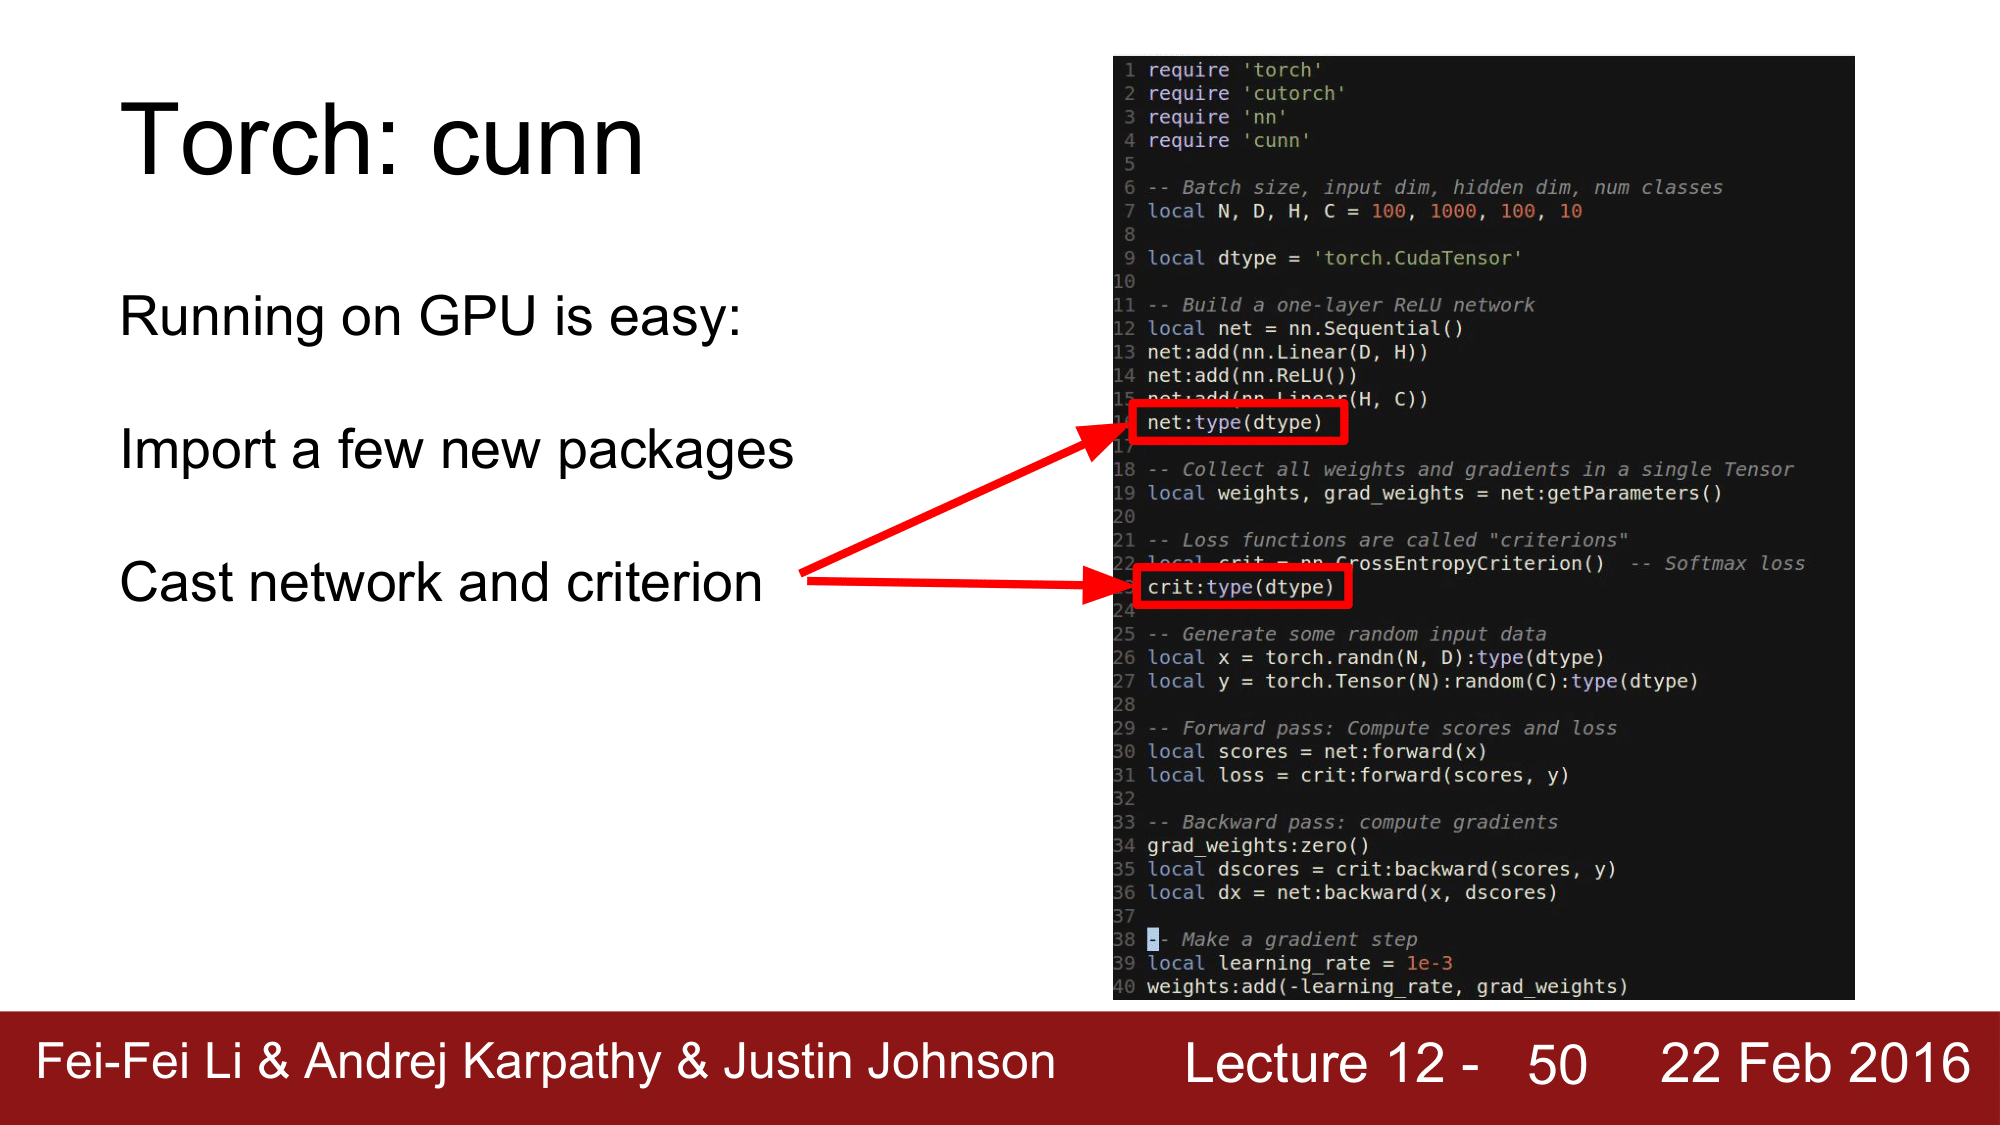 Torch: cunn
Running on GPU is easy:
Import a few new packages
Cast network and criterion
1 require 'torch'
2 require 'cutorch'
3 require 'nn'
4 require 'cunn'
5
6 -- Batch size, input dim, hidden dim, num classes
7 local N, D, H, C = 100, 1000, 100, 10
8
9 local dtype = 'torch.CudaTensor'
10
11 -- Build a one-layer ReLU network
12 local net = nn.Sequential()
13 net:add(nn.Linear(D, H))
14 net:add(nn.ReLU())
15 net:add(nn.Linear(H, C))
net:type(dtype)
17
18 -- Collect all weights and gradients in a single Tensor
19 local weights, grad_weights = net:getParameters()
20
21 -- Loss functions are called "criterions"
22 local crit = nn.CrossEntropyCriterion()  -- Softmax loss
crit:type(dtype)
24
25 -- Generate some random input data
26 local x = torch.randn(N, D):type(dtype)
27 local y = torch.Tensor(N):random(C):type(dtype)
28
29 -- Forward pass: Compute scores and loss
30 local scores = net:forward(x)
31 local loss = crit:forward(scores, y)
32
33 -- Backward pass: compute gradients
34 grad_weights:zero()
35 local dscores = crit:backward(scores, y)
36 local dx = net:backward(x, dscores)
37
38 -- Make a gradient step
39 local learning_rate = 1e-3
40 weights:add(-learning_rate, grad_weights)
Fei-Fei Li & Andrej Karpathy & Justin Johnson
Lecture 12 - 50
22 Feb 2016